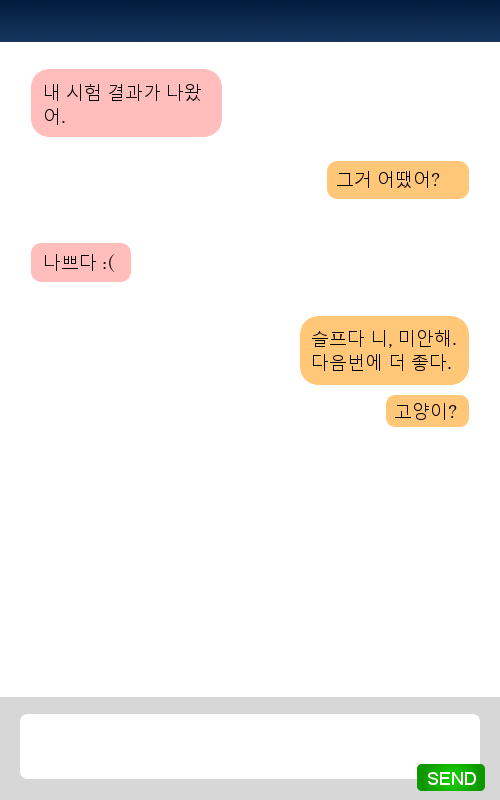 내 시험 결과가 나왔
어.
그거 어땠어?
나쁘다 :(
슬프다 니, 미안해.
다음번에 더 좋다.
고양이?
SEND